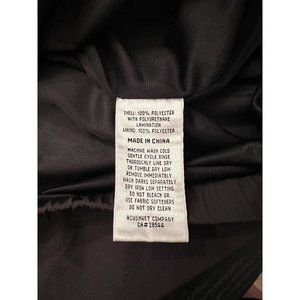 SHELL: 100% POLYESTER
WITH POLYURETHANE
LAMINATION
LINING: 100% POLYESTER
MADE IN CHINA
MACHINE WASH COLD
GENTLE CYCLE RINSE
THOROUGHLY LINE DRY
OR TUMBLE DRY LOW
REMOVE IMMEDIATELY
WASH DARKS SEPARATELY
DRY IRON LOW SETTING
DO NOT BLEACH OR
USE FABRIC SOFTENERS
DO NOT DRY CLEAN
ACUSHNET COMPANY
CA# 28544